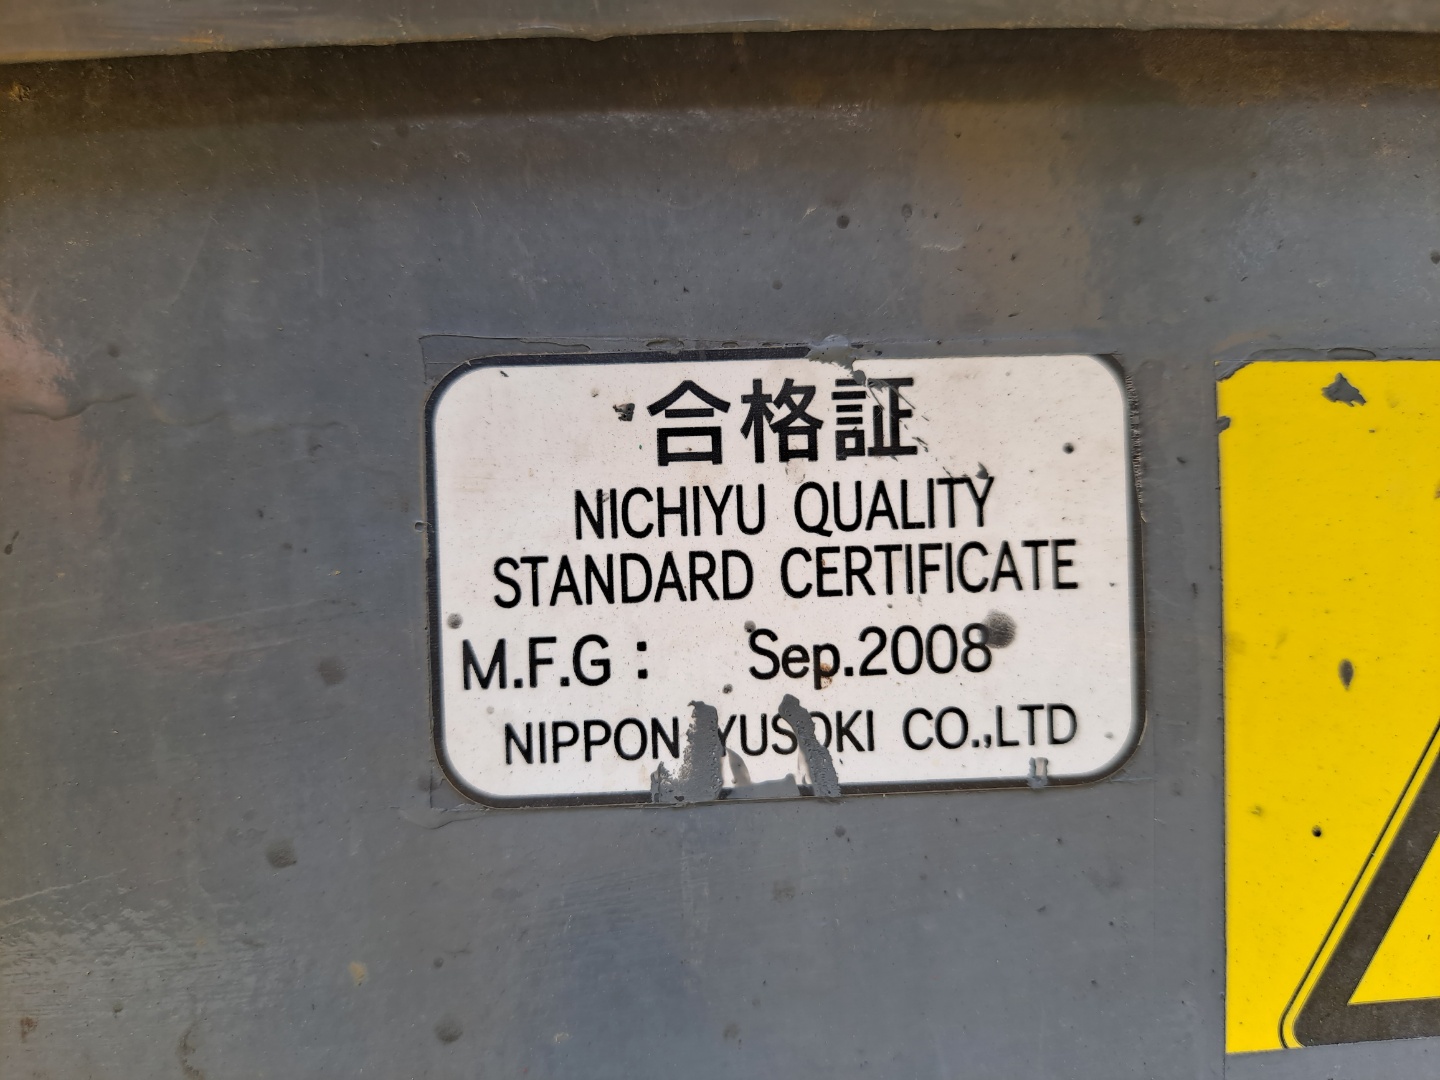 合格証
NICHIYU QUALITY
STANDARD CERTIFICATE
M.F.G : Sep.2008
NIPPON YUSOKI CO.,LTD